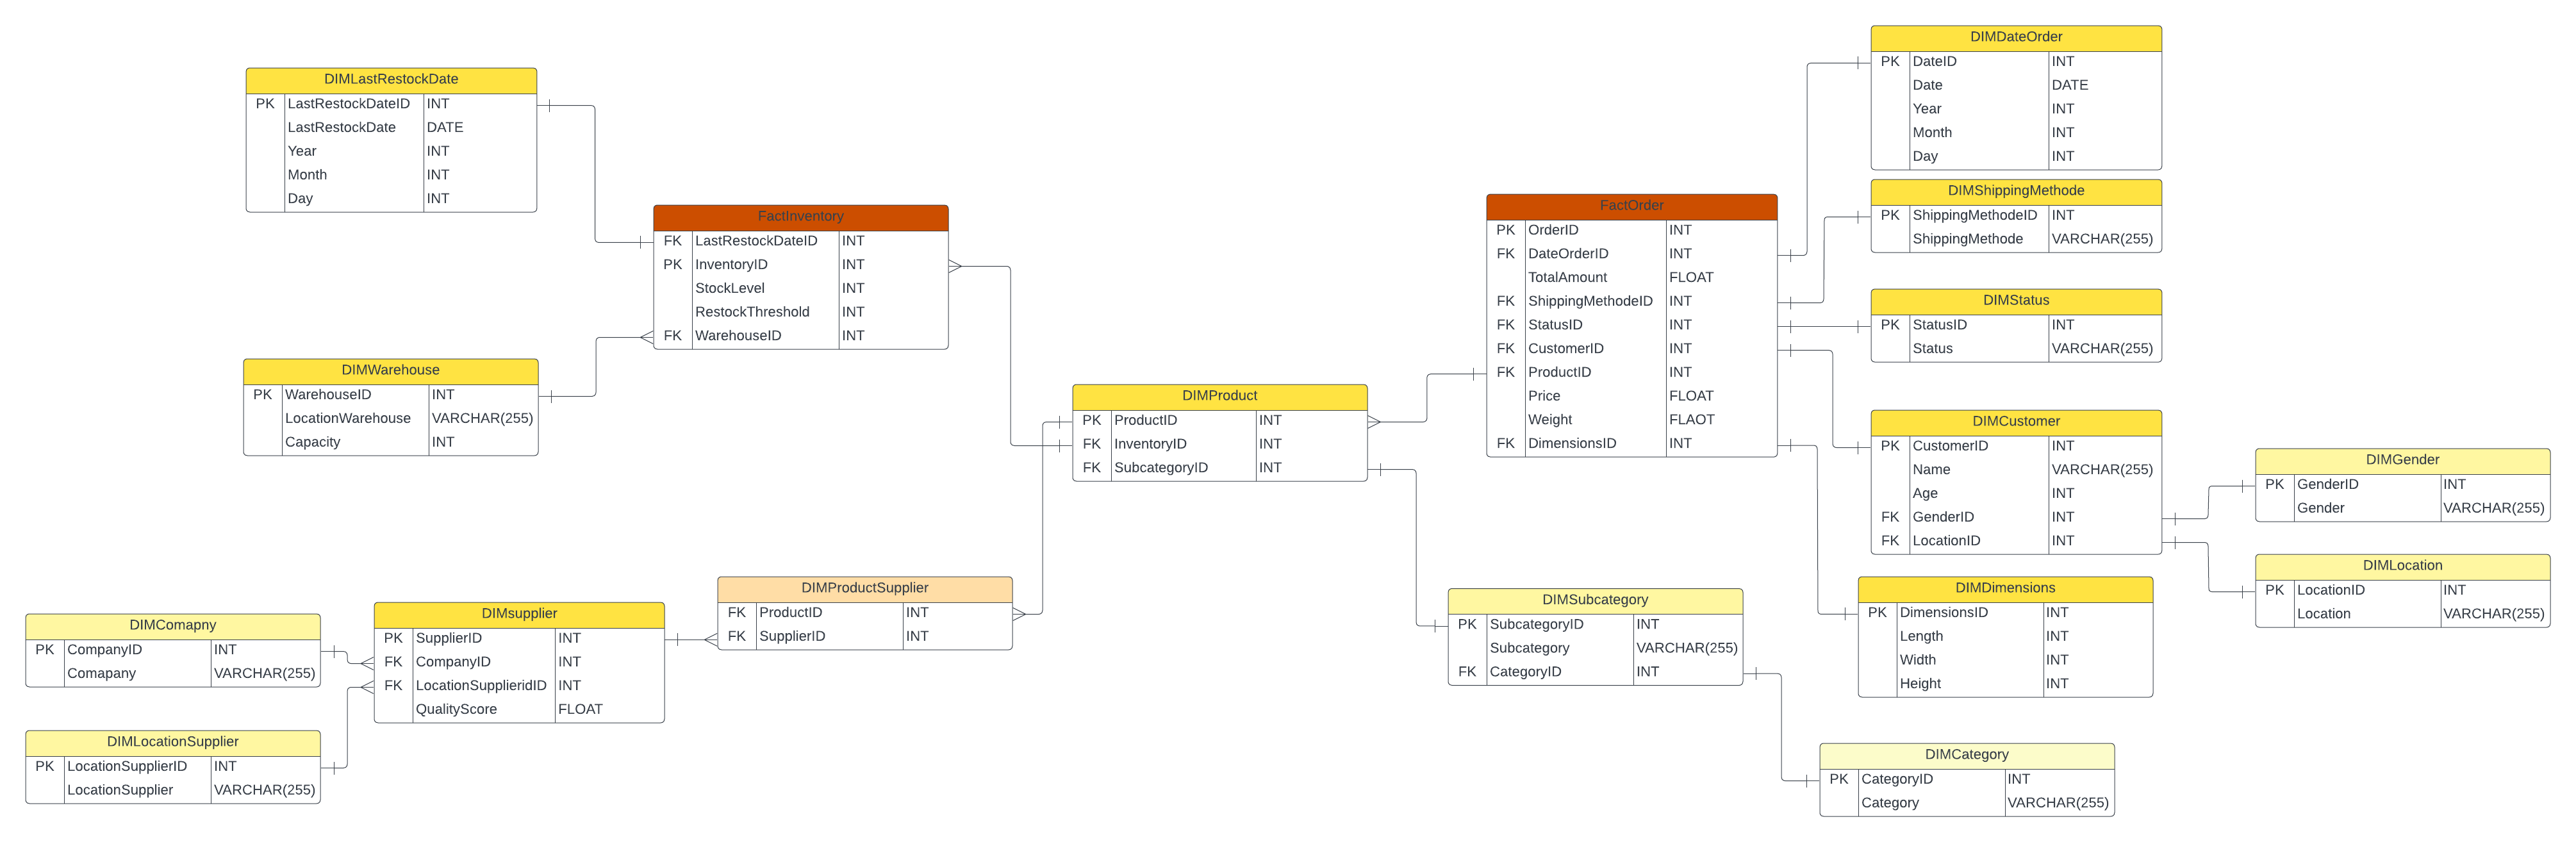 DIMLastRestockDate
PK LastRestockDateID INT
LastRestockDate DATE
Year INT
Month INT
Day INT
DIMWarehouse
PK WarehouseID INT
LocationWarehouse VARCHAR(255)
Capacity INT
FactInventory
FK LastRestockDateID INT
PK InventoryID INT
StockLevel INT
RestockThreshold INT
FK WarehouseID INT
DIMComapny
PK CompanyID INT
Comapany VARCHAR(255)
DIMLocationSupplier
PK LocationSupplierID INT
LocationSupplier VARCHAR(255)
DIMsupplier
PK SupplierID INT
FK CompanyID INT
FK LocationSupplieridID INT
QualityScore FLOAT
DIMProductSupplier
FK ProductID INT
FK SupplierID INT
DIMProduct
PK ProductID INT
FK InventoryID INT
FK SubcategoryID INT
FactOrder
PK OrderID INT
FK DateOrderID INT
TotalAmount FLOAT
FK ShippingMethodeID INT
FK StatusID INT
FK CustomerID INT
FK ProductID INT
Price FLOAT
Weight FLAOT
FK DimensionsID INT
DIMSubcategory
PK SubcategoryID INT
Subcategory VARCHAR(255)
FK CategoryID INT
DIMCategory
PK CategoryID INT
Category VARCHAR(255)
DIMDateOrder
PK DateID INT
Date DATE
Year INT
Month INT
Day INT
DIMShippingMethode
PK ShippingMethodeID INT
ShippingMethode VARCHAR(255)
DIMStatus
PK StatusID INT
Status VARCHAR(255)
DIMCustomer
PK CustomerID INT
Name VARCHAR(255)
Age INT
FK GenderID INT
FK LocationID INT
DIMDimensions
PK DimensionsID INT
Length INT
Width INT
Height INT
DIMGender
PK GenderID INT
Gender VARCHAR(255)
DIMLocation
PK LocationID INT
Location VARCHAR(255)